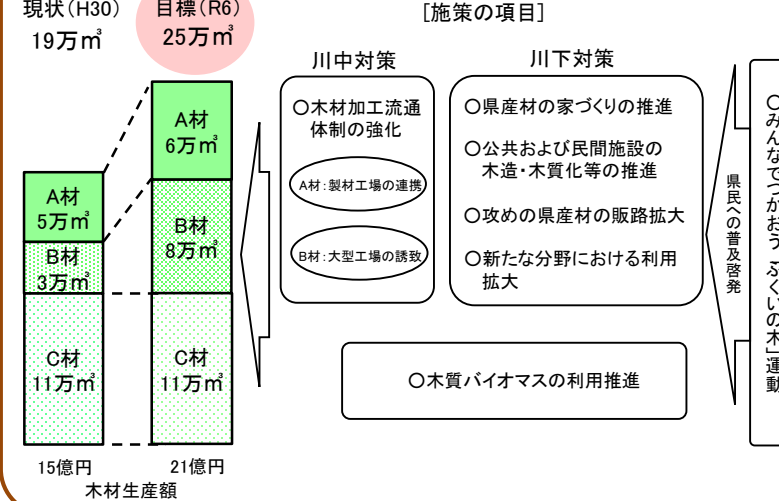 現状（H30）
19万㎥
目標（R6）
25万㎥
[施策の項目]
A材
5万㎥
B材
3万㎥
C材
11万㎥
15億円
A材
6万㎥
B材
8万㎥
C材
11万㎥
21億円
木材生産額
川中対策
○木材加工流通
体制の強化
A材：製材工場の連携
B材：大型工場の誘致
川下対策
○県産材の家づくりの推進
○公共および民間施設の
木造・木質化等の推進
○攻めの県産材の販路拡大
○新たな分野における利用
拡大
○木質バイオマスの利用推進
県民への普及啓発
○みんなでつかおう「ふくいの木」運動